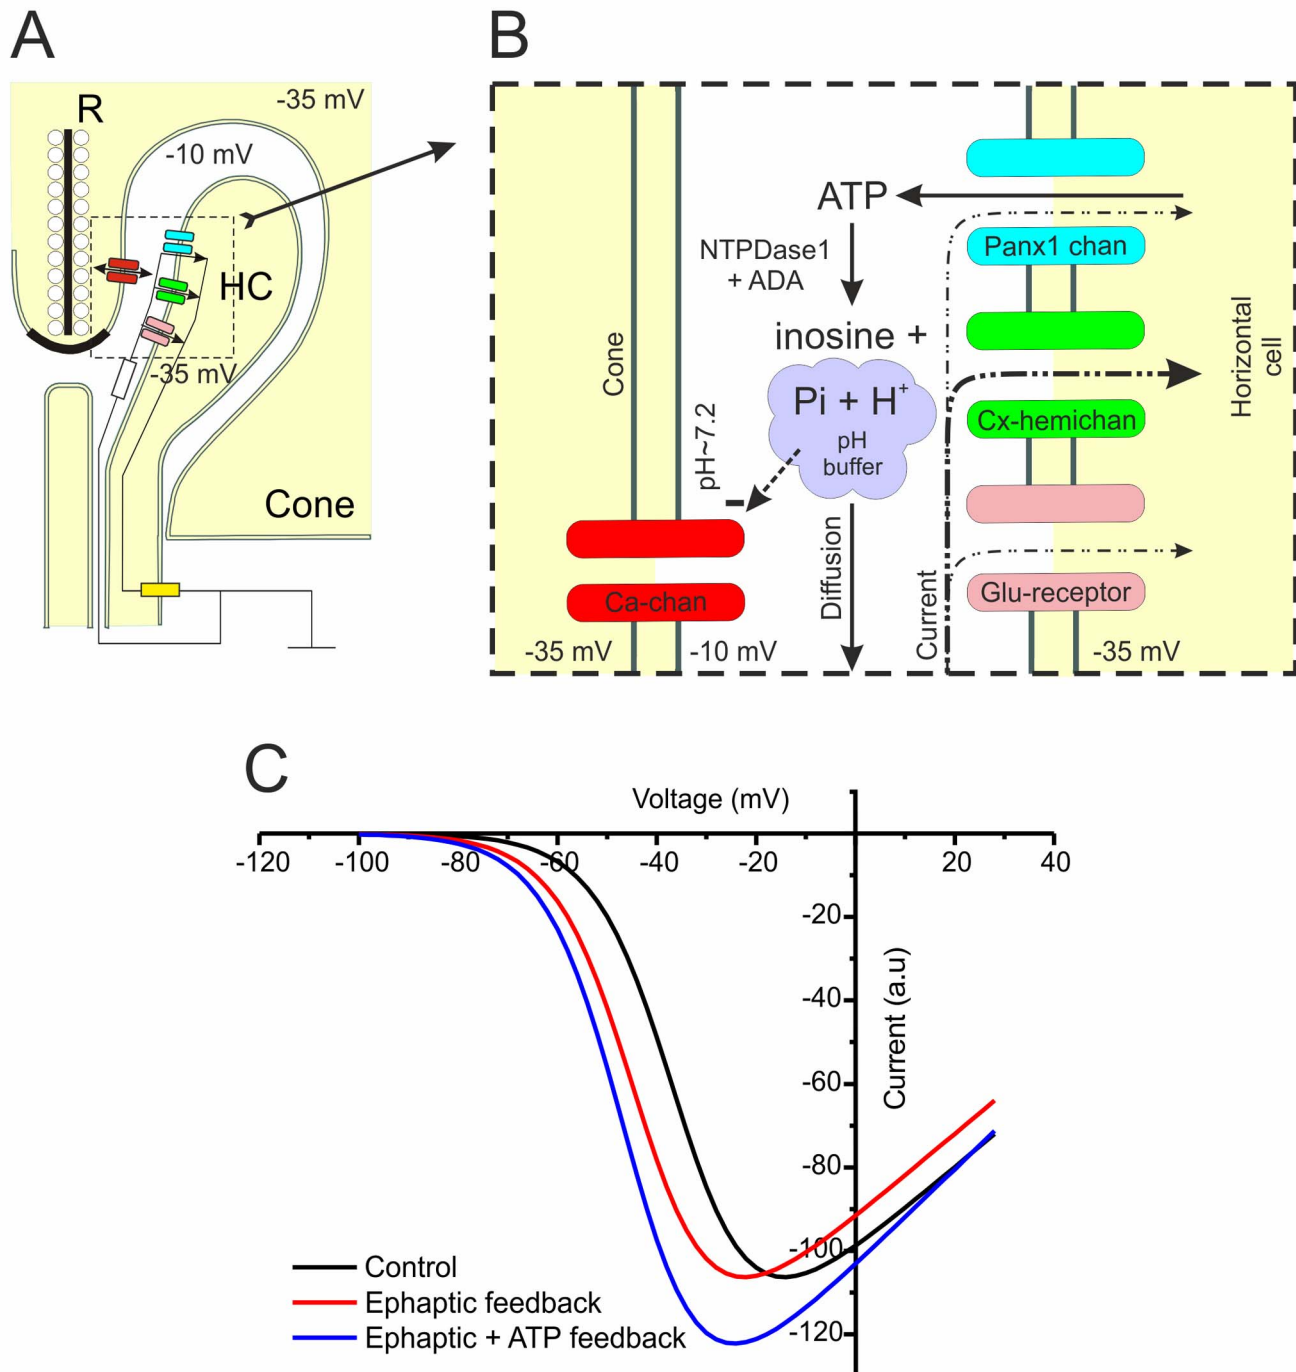 A
-35 mV
R
-10 mV
HC
-35 mV
Cone
B
ATP
NTPDase1
+ ADA
inosine +
Pi + H⁺
pH
buffer
pH~7.2
Cone
Ca-chan
-35 mV
-10 mV
Diffusion
Current
Panx1 chan
Cx-hemichan
Glu-receptor
-35 mV
Horizontal
cell
C
Voltage (mV)
-120 -100 -80 -60 -40 -20 20 40
-20
-40
-60
-80
-100
-120
Current (a.u)
Control
Ephaptic feedback
Ephaptic + ATP feedback